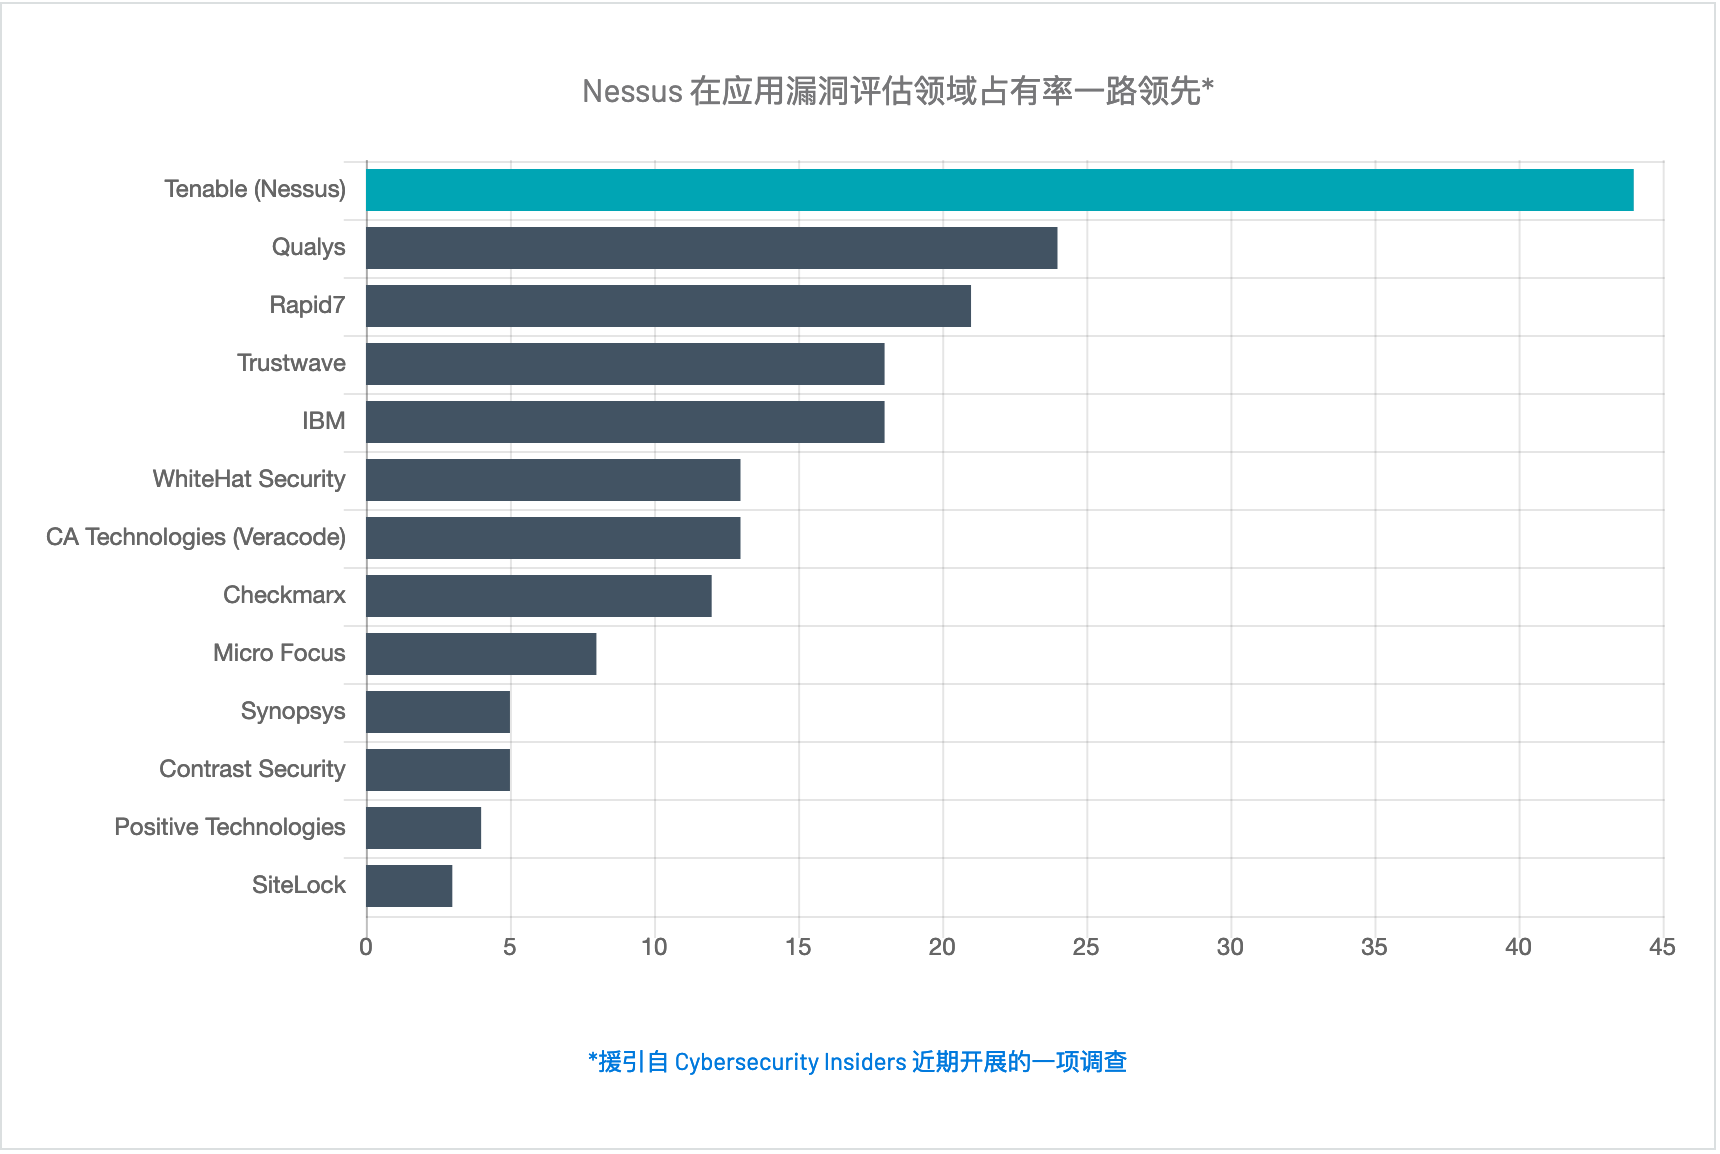 Nessus 在应用漏洞评估领域占有率一路领先*
Tenable (Nessus)
Qualys
Rapid7
Trustwave
IBM
WhiteHat Security
CA Technologies (Veracode)
Checkmarx
Micro Focus
Synopsys
Contrast Security
Positive Technologies
SiteLock
0 5 10 15 20 25 30 35 40 45
*援引自 Cybersecurity Insiders 近期开展的一项调查